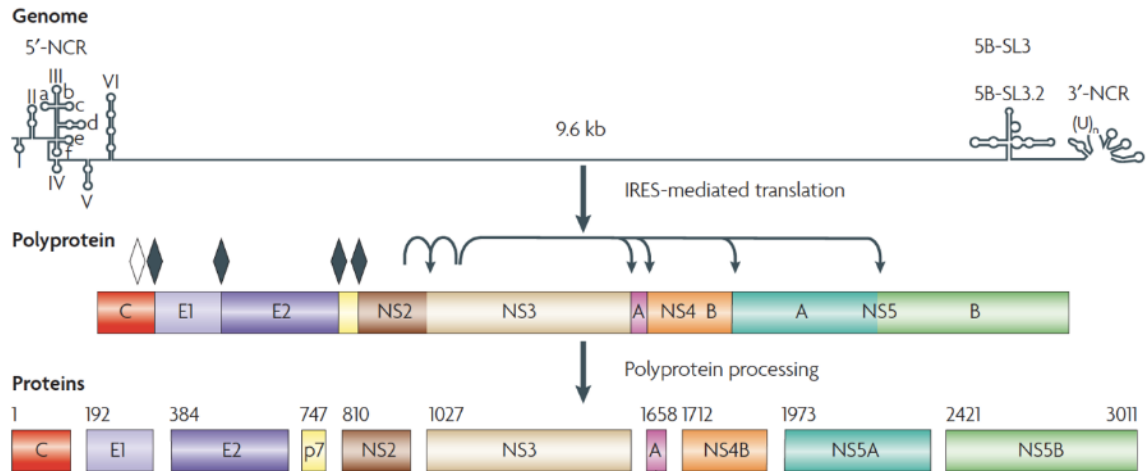 Genome
5′-NCR
III
VI
II
a
b
c
d
e
f
I
IV
V
9.6 kb
5B-SL3
5B-SL3.2
3′-NCR
(U)n
IRES-mediated translation
Polyprotein
C E1 E2 NS2 NS3 A NS4 B A NS5 B
Polyprotein processing
Proteins
1 192 384 747 810 1027 1658 1712 1973 2421 3011
C E1 E2 p7 NS2 NS3 A NS4B NS5A NS5B